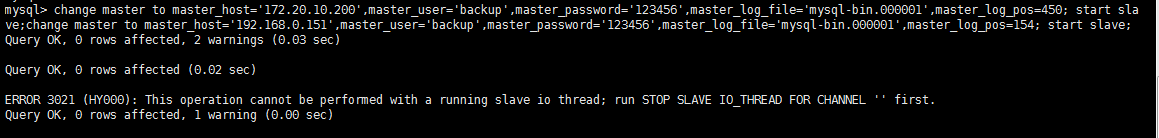 mysql> change master to master_host='172.20.10.200',master_user='backup',master_password='123456',master_log_file='mysql-bin.000001',master_log_pos=450; start sla
ve;change master to master_host='192.168.0.151',master_user='backup',master_password='123456',master_log_file='mysql-bin.000001',master_log_pos=154; start slave;
Query OK, 0 rows affected, 2 warnings (0.03 sec)
Query OK, 0 rows affected (0.02 sec)
ERROR 3021 (HY000): This operation cannot be performed with a running slave io thread; run STOP SLAVE IO_THREAD FOR CHANNEL '' first.
Query OK, 0 rows affected, 1 warning (0.00 sec)